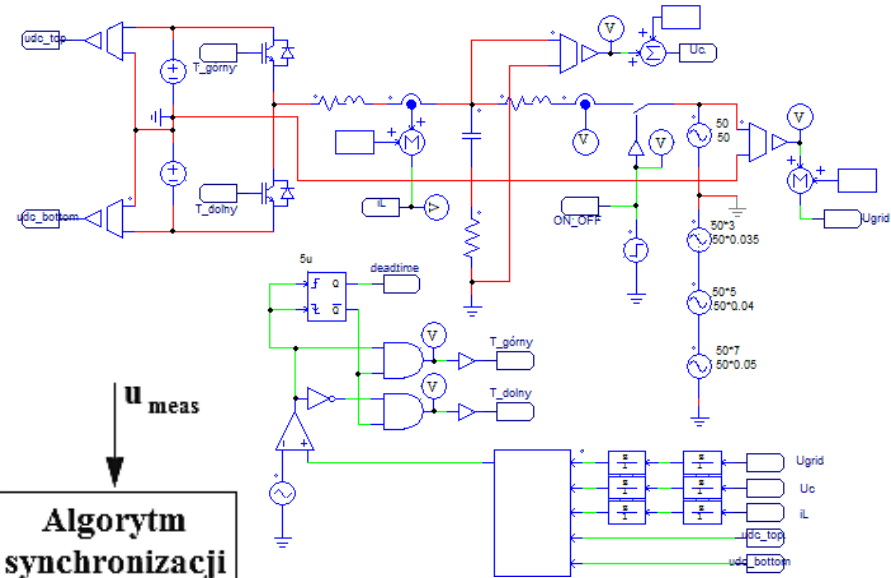 udc_top
V
Σ
Uc
T_górny
50
50
M
V
V
V
M
udc_bottom
T_dolny
iL
V
ON_OFF
Ugrid
50*3
50*0.035
5u
deadtime
Q
Q
50*5
50*0.04
V
T_górny
50*7
50*0.05
V
T_dolny
u meas
Ugrid
Uc
iL
udc_top
udc_bottom
Algorytm
synchronizacji